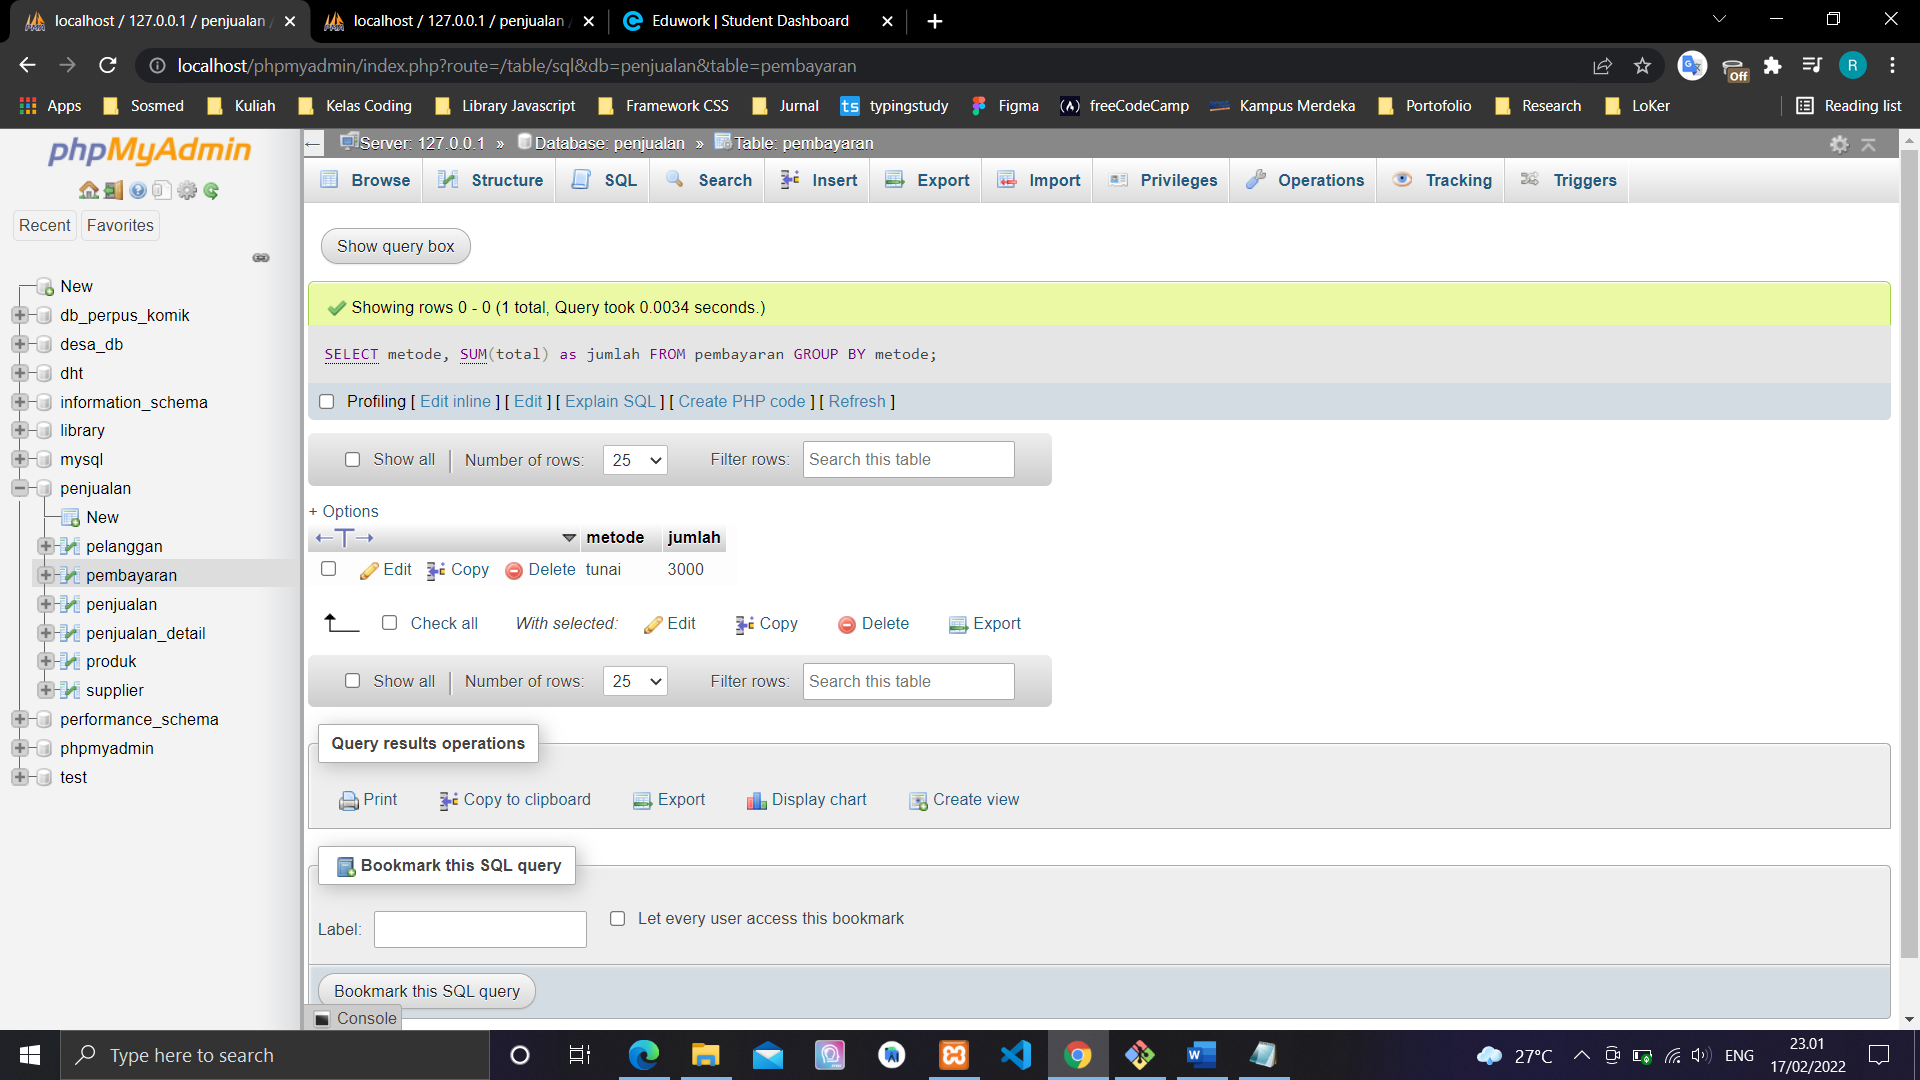 localhost / 127.0.0.1 / penjualan
localhost / 127.0.0.1 / penjualan
Eduwork | Student Dashboard
localhost/phpmyadmin/index.php?route=/table/sql&db=penjualan&table=pembayaran
Off
R
Apps
Sosmed
Kuliah
Kelas Coding
Library Javascript
Framework CSS
Jurnal
ts typingstudy
Figma
freeCodeCamp
Kampus Merdeka
Portofolio
Research
LoKer
Reading list
phpMyAdmin
Recent
Favorites
New
db_perpus_komik
desa_db
dht
information_schema
library
mysql
penjualan
New
pelanggan
pembayaran
penjualan
penjualan_detail
produk
supplier
performance_schema
phpmyadmin
test
Server: 127.0.0.1 » Database: penjualan » Table: pembayaran
Browse
Structure
SQL
Search
Insert
Export
Import
Privileges
Operations
Tracking
Triggers
Show query box
Showing rows 0 - 0 (1 total, Query took 0.0034 seconds.)
SELECT metode, SUM(total) as jumlah FROM pembayaran GROUP BY metode;
Profiling [ Edit inline ] [ Edit ] [ Explain SQL ] [ Create PHP code ] [ Refresh ]
Show all | Number of rows: 25 Filter rows: Search this table
+ Options
metode jumlah
Edit Copy Delete tunai 3000
Check all With selected: Edit Copy Delete Export
Show all | Number of rows: 25 Filter rows: Search this table
Query results operations
Print Copy to clipboard Export Display chart Create view
Bookmark this SQL query
Label: Let every user access this bookmark
Bookmark this SQL query
Console
Type here to search
27°C
ENG
23.01
17/02/2022